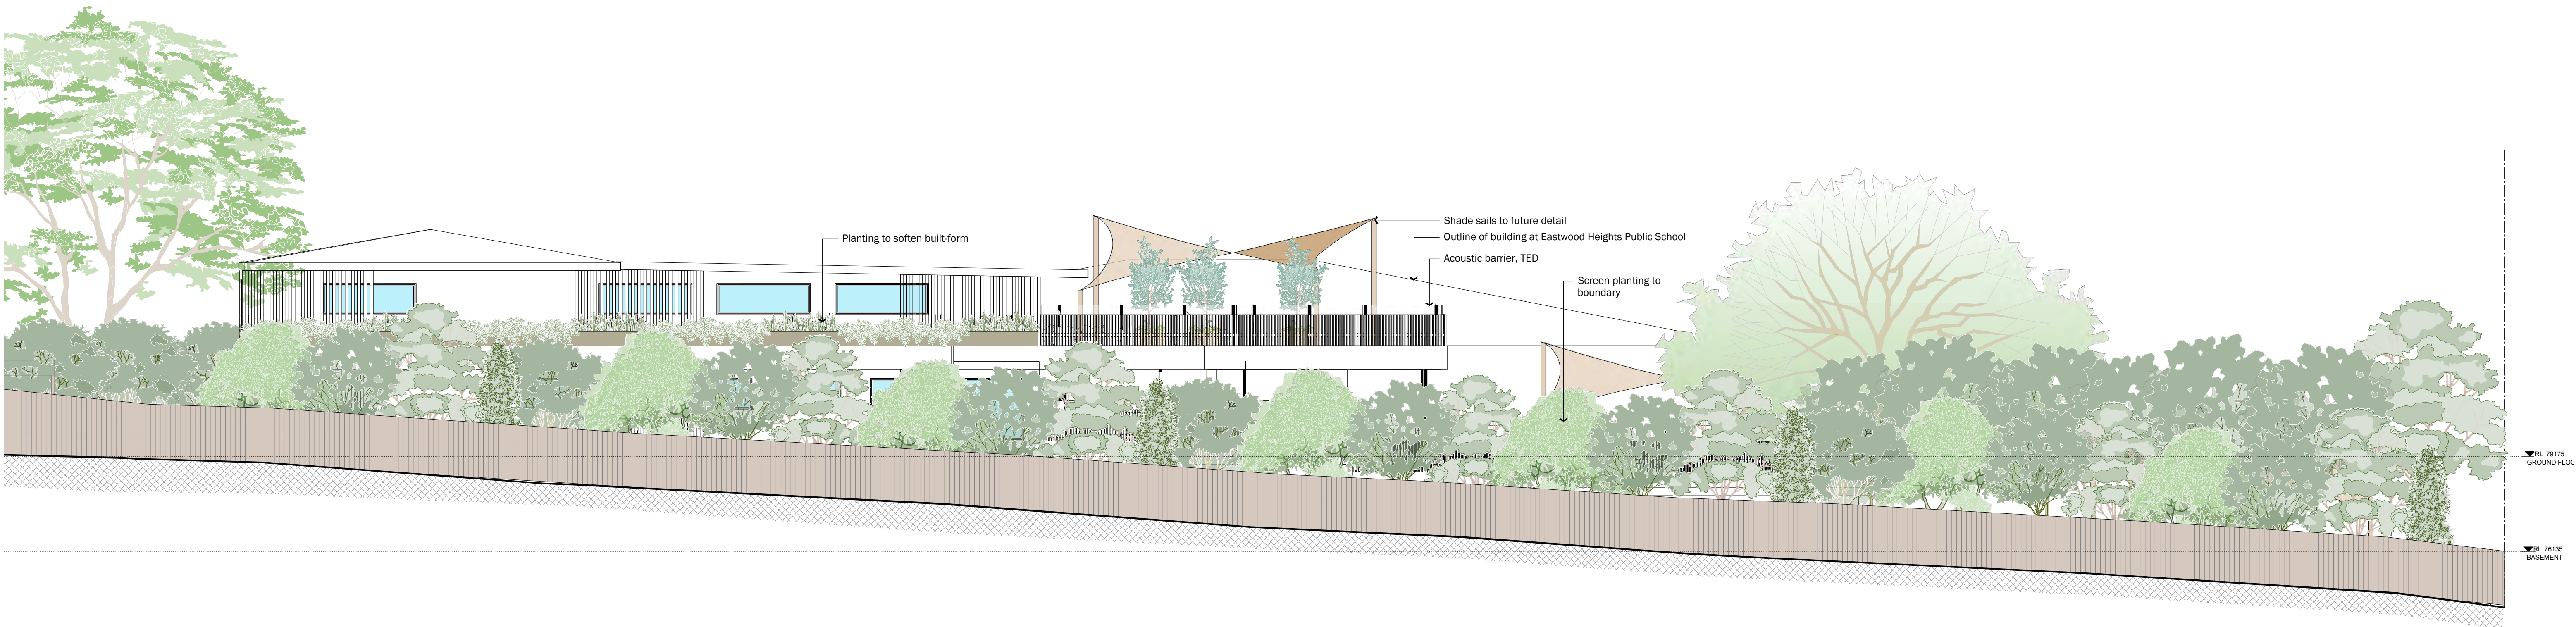 Planting to soften built-form
Shade sails to future detail
Outline of building at Eastwood Heights Public School
Acoustic barrier, TED
Screen planting to
boundary
RL 79175
GROUND FLOC
RL 76135
BASEMENT